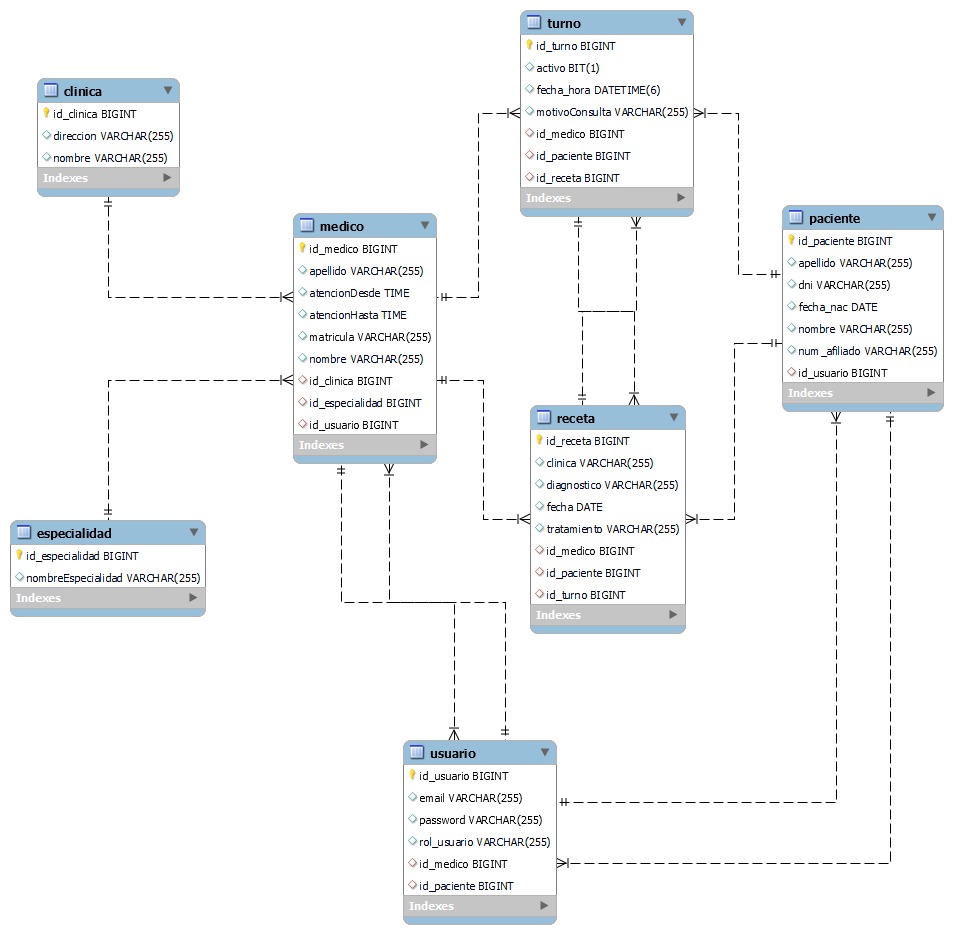 clinica
id_clinica BIGINT
direccion VARCHAR(255)
nombre VARCHAR(255)
Indexes
medico
id_medico BIGINT
apellido VARCHAR(255)
atencionDesde TIME
atencionHasta TIME
matricula VARCHAR(255)
nombre VARCHAR(255)
id_clinica BIGINT
id_especialidad BIGINT
id_usuario BIGINT
Indexes
especialidad
id_especialidad BIGINT
nombreEspecialidad VARCHAR(255)
Indexes
turno
id_turno BIGINT
activo BIT(1)
fecha_hora DATETIME(6)
motivoConsulta VARCHAR(255)
id_medico BIGINT
id_paciente BIGINT
id_receta BIGINT
Indexes
paciente
id_paciente BIGINT
apellido VARCHAR(255)
dni VARCHAR(255)
fecha_nac DATE
nombre VARCHAR(255)
num_afiliado VARCHAR(255)
id_usuario BIGINT
Indexes
receta
id_receta BIGINT
clinica VARCHAR(255)
diagnostico VARCHAR(255)
fecha DATE
tratamiento VARCHAR(255)
id_medico BIGINT
id_paciente BIGINT
id_turno BIGINT
Indexes
usuario
id_usuario BIGINT
email VARCHAR(255)
password VARCHAR(255)
rol_usuario VARCHAR(255)
id_medico BIGINT
id_paciente BIGINT
Indexes